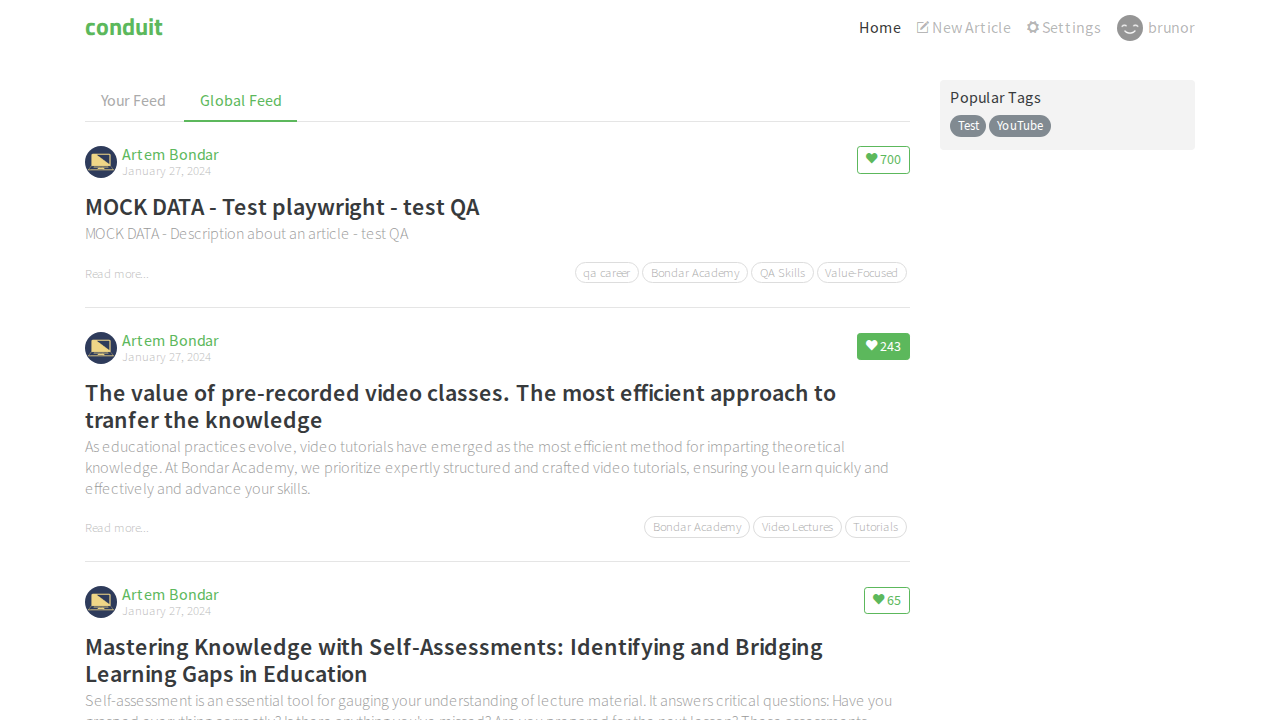 conduit
Home New Article Settings brunor
Your Feed Global Feed
Popular Tags
Test YouTube
Artem Bondar
January 27, 2024
700
MOCK DATA - Test playwright - test QA
MOCK DATA - Description about an article - test QA
Read more...
qa career Bondar Academy QA Skills Value-Focused
Artem Bondar
January 27, 2024
243
The value of pre-recorded video classes. The most efficient approach to
tranfer the knowledge
As educational practices evolve, video tutorials have emerged as the most efficient method for imparting theoretical
knowledge. At Bondar Academy, we prioritize expertly structured and crafted video tutorials, ensuring you learn quickly and
effectively and advance your skills.
Read more...
Bondar Academy Video Lectures Tutorials
Artem Bondar
January 27, 2024
65
Mastering Knowledge with Self-Assessments: Identifying and Bridging
Learning Gaps in Education
Self-assessment is an essential tool for gauging your understanding of lecture material. It answers critical questions: Have you